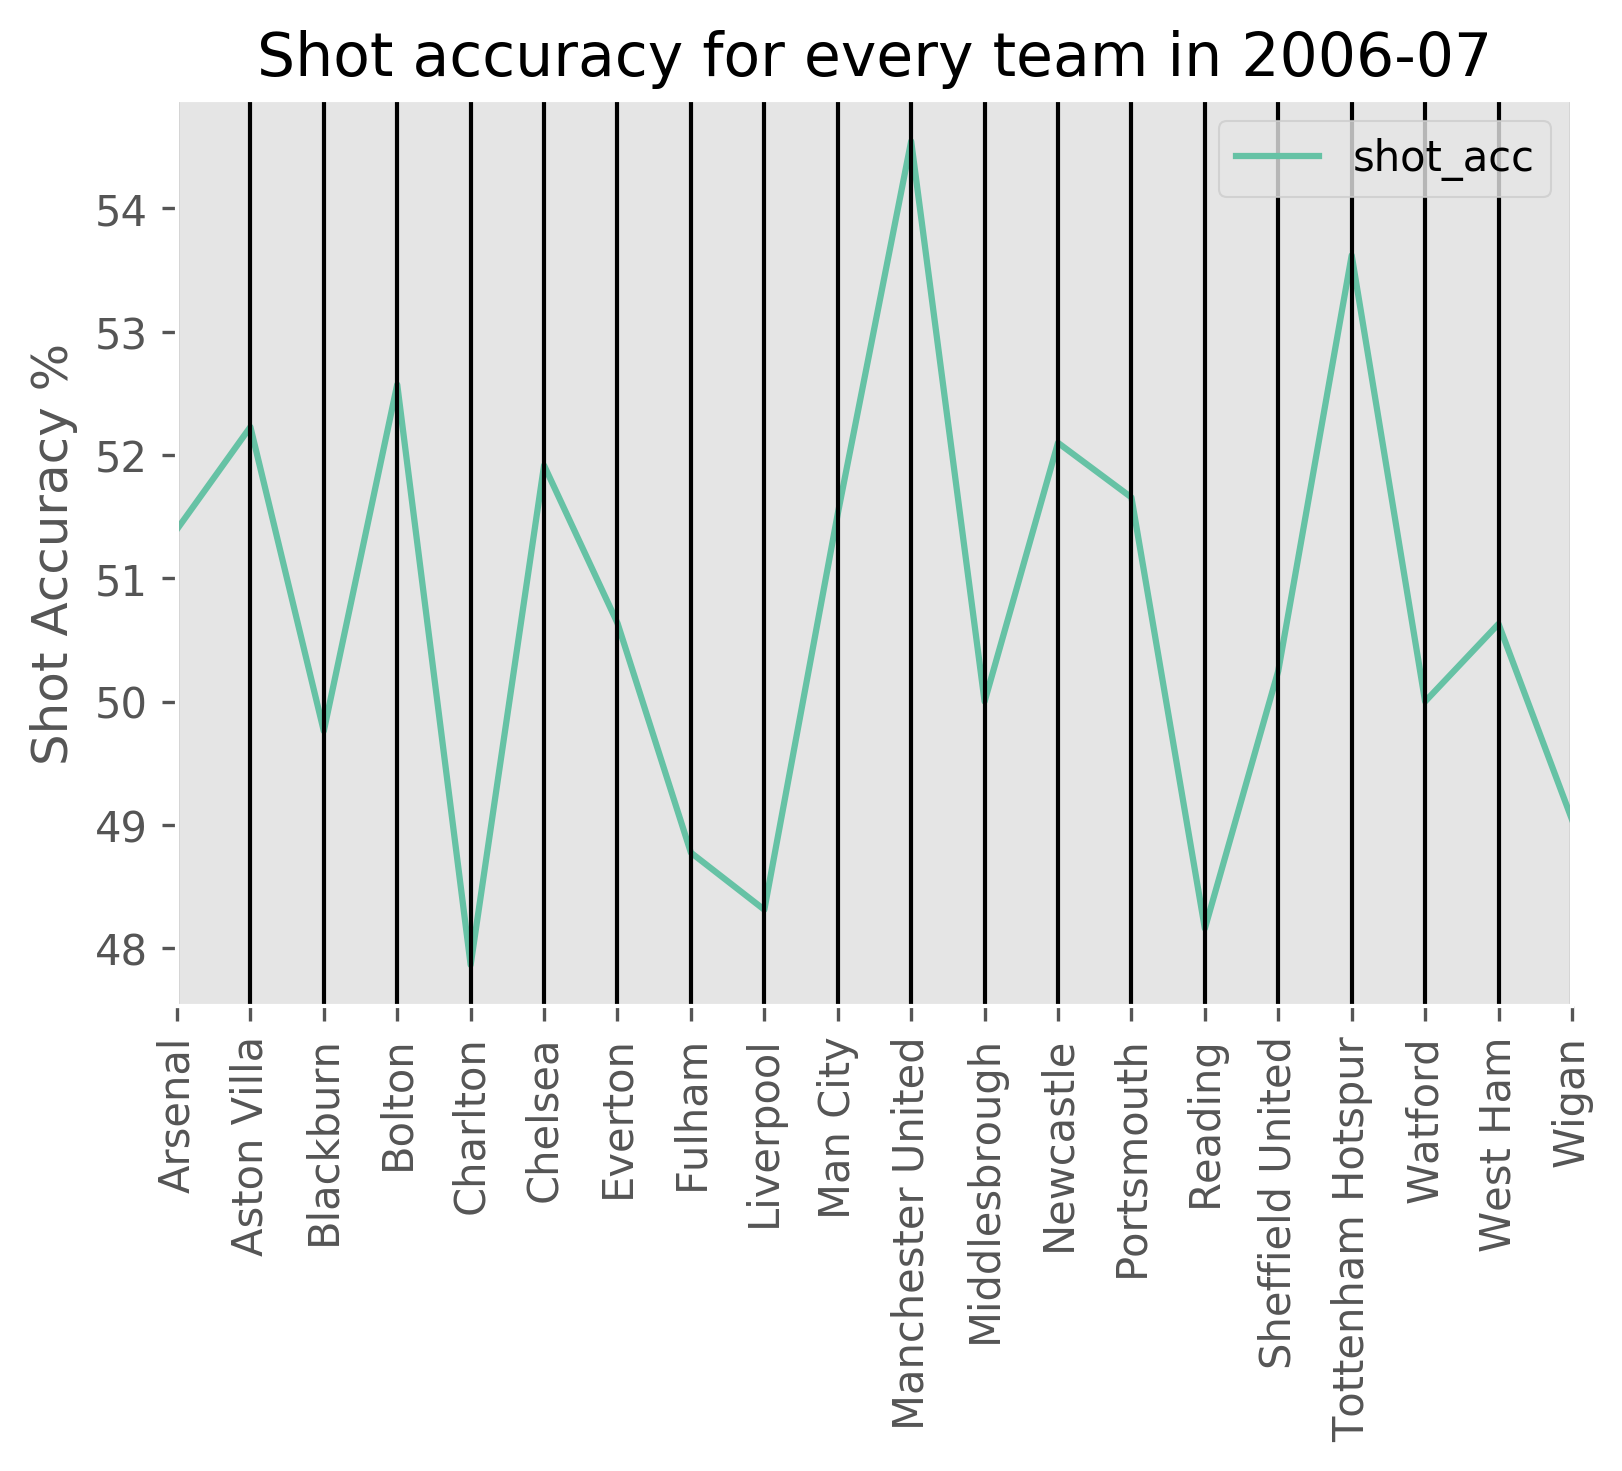 Shot accuracy for every team in 2006-07
shot_acc
Shot Accuracy %
54
53
52
51
50
49
48
Arsenal
Aston Villa
Blackburn
Bolton
Charlton
Chelsea
Everton
Fulham
Liverpool
Man City
Manchester United
Middlesbrough
Newcastle
Portsmouth
Reading
Sheffield United
Tottenham Hotspur
Watford
West Ham
Wigan